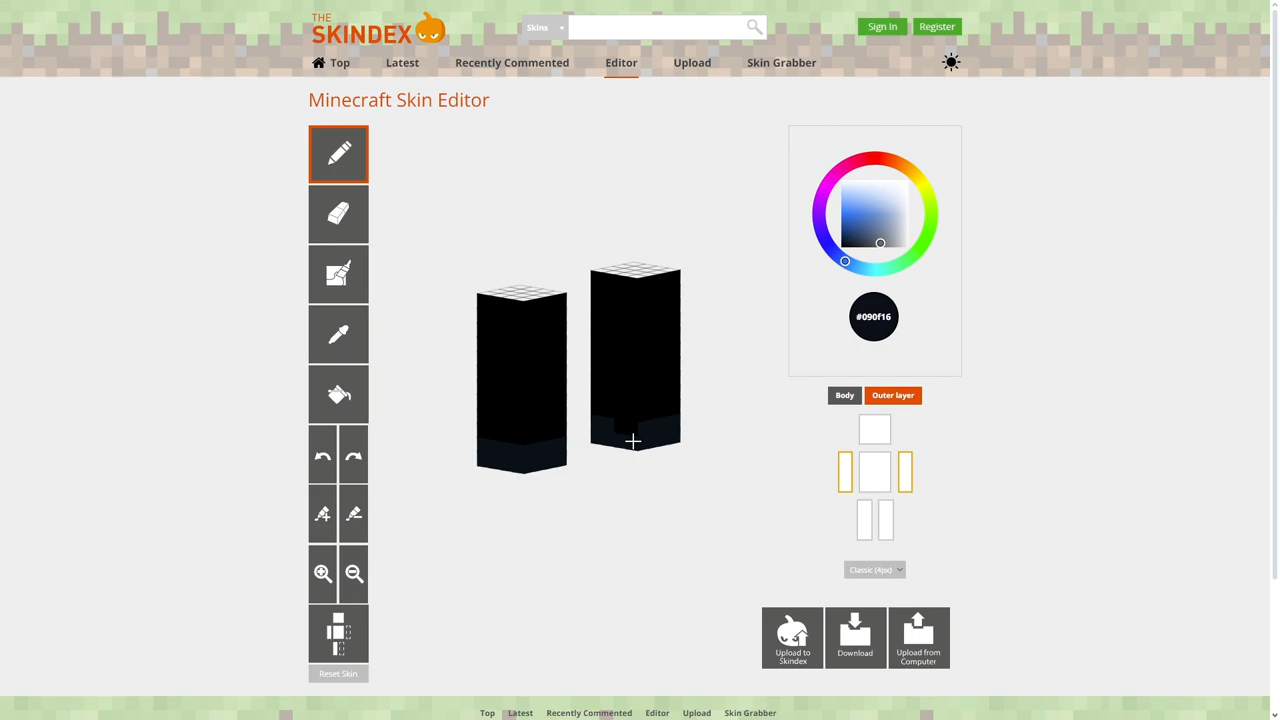 THE
SKINDEX
Skins
Sign In
Register
Top
Latest
Recently Commented
Editor
Upload
Skin Grabber
Minecraft Skin Editor
#090f16
Body
Outer layer
Classic (4px)
Upload to
Skindex
Download
Upload from
Computer
Reset Skin
Top
Latest
Recently Commented
Editor
Upload
Skin Grabber